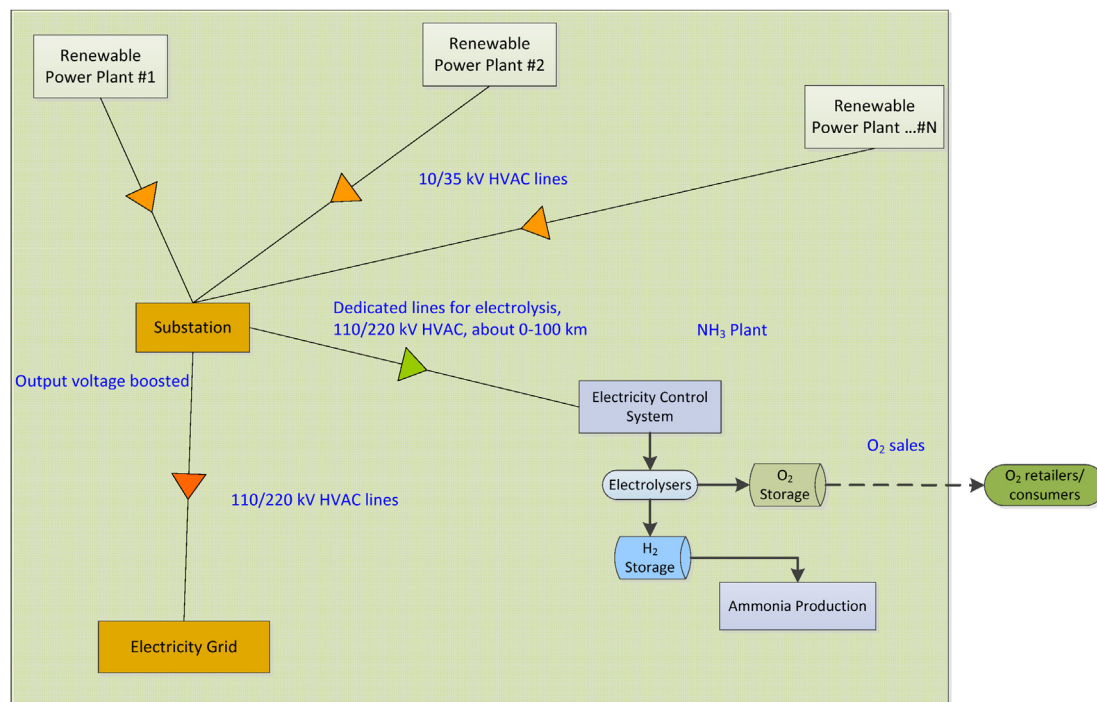 Renewable
Power Plant #1
Renewable
Power Plant #2
Renewable
Power Plant ...#N
10/35 kV HVAC lines
Substation
Dedicated lines for electrolysis,
110/220 kV HVAC, about 0-100 km
NH₃ Plant
Output voltage boosted
Electricity Control
System
O₂ sales
Electrolysers
O₂
Storage
O₂ retailers/
consumers
110/220 kV HVAC lines
H₂
Storage
Ammonia Production
Electricity Grid